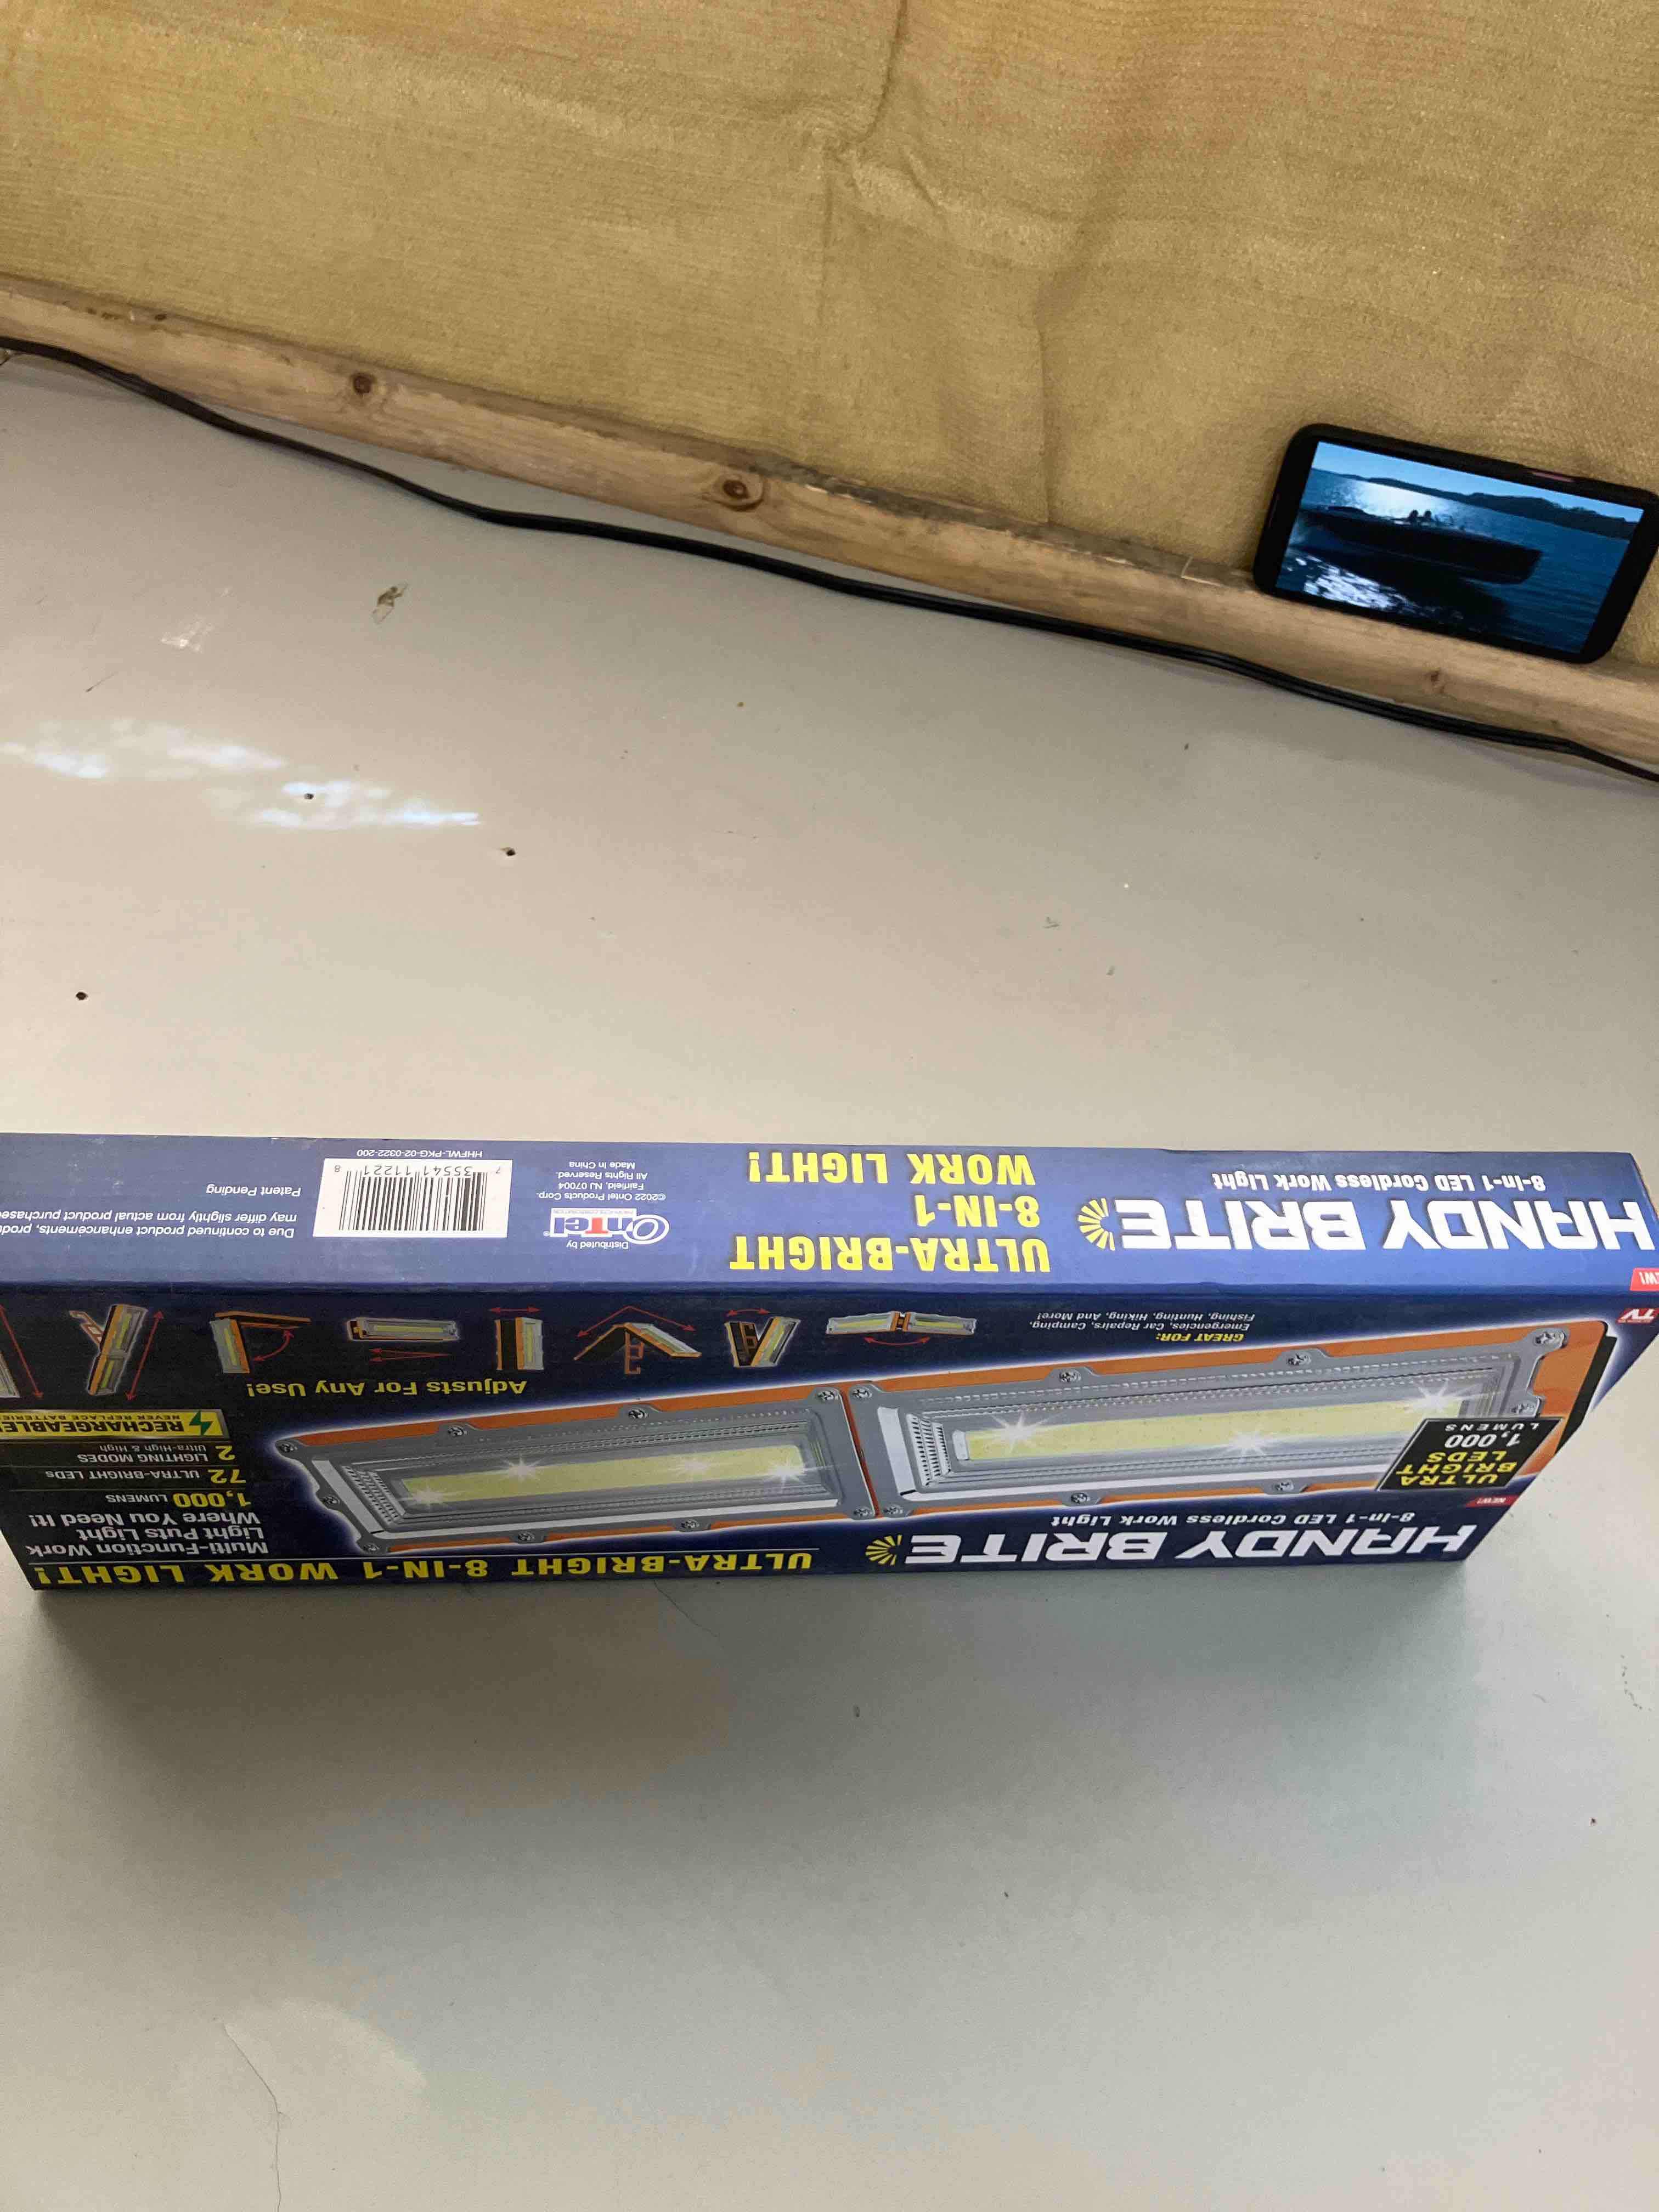 HANDY BRITE
8-In-1 LED Cordless Work Light
NEW!
ULTRA-BRIGHT 8-IN-1 WORK LIGHT!
Multi-Function Work
Light Puts Light
Where You Need It!
1,000 LUMENS
72 ULTRA-BRIGHT LEDs
2 LIGHTING MODES
Ultra-High & High
RECHARGEABLE!
NEVER REPLACE BATTERIES
ULTRA
BRIGHT
LEDS
1,000
LUMENS
Adjusts For Any Use!
GREAT FOR:
Emergencies, Car Repairs, Camping,
Fishing, Hunting, Hiking, And More!
TV
HANDY BRITE
8-In-1 LED Cordless Work Light
ULTRA-BRIGHT
8-IN-1
WORK LIGHT!
Distributed by
OnTel®
©2022 Ontel Products Corp.
Fairfield, NJ 07004
All Rights Reserved.
Made in China
7 35541 11221 8
HHFWL-PKG-02-0322-200
Due to continued product enhancements,
may differ slightly from actual product
Patent Pending